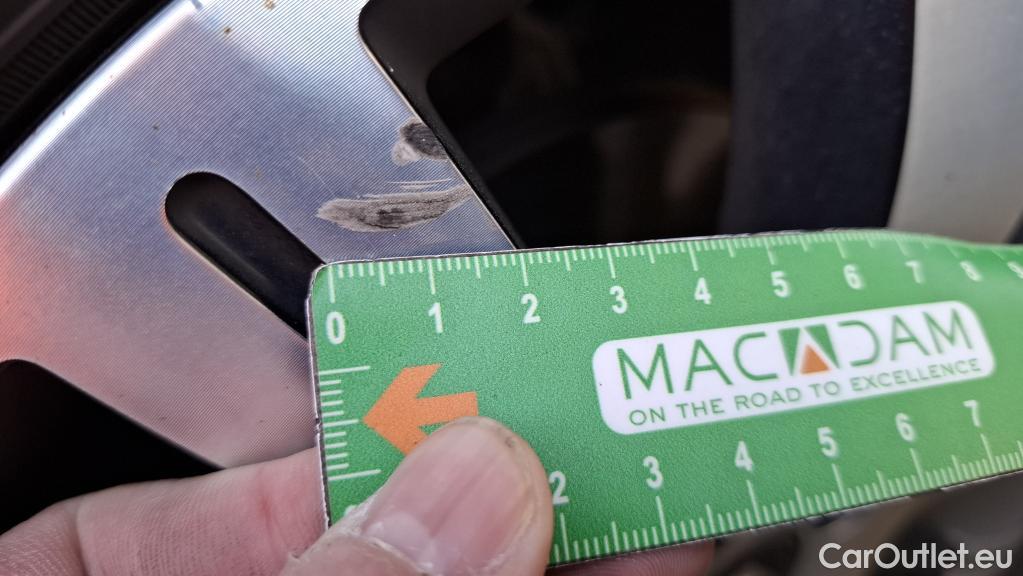 0 1 2 3 4 5 6 7 8 9
MACADAM
ON THE ROAD TO EXCELLENCE
2 3 4 5 6 7
CarOutlet.eu